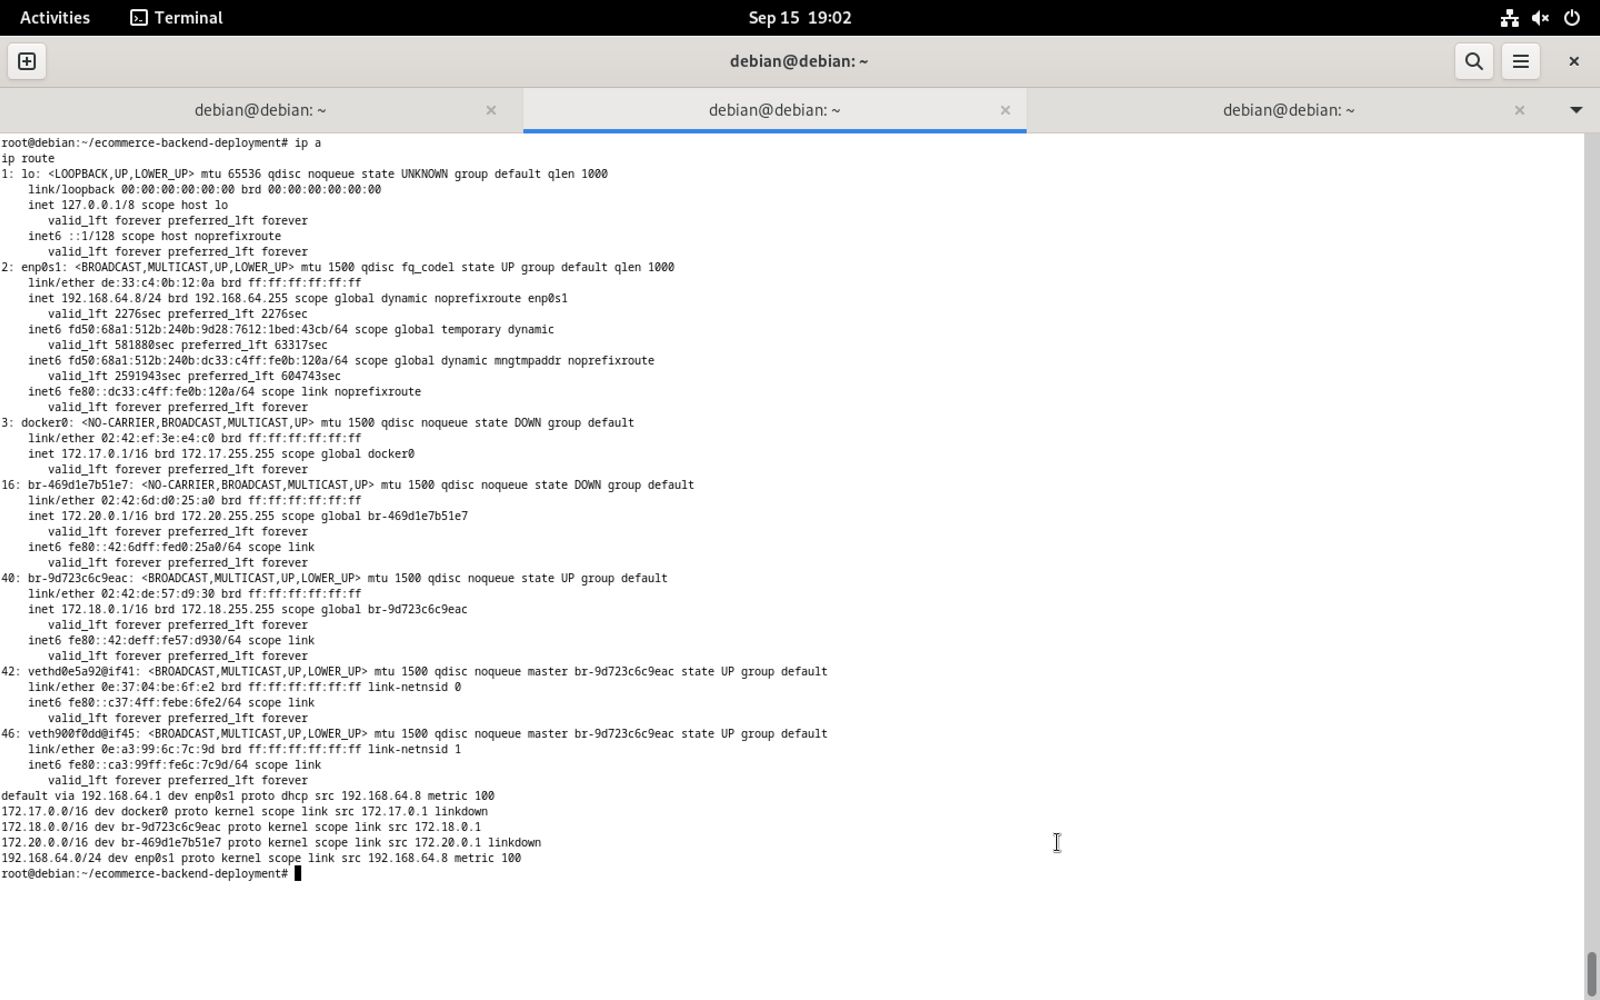 Activities Terminal Sep 15 19:02
debian@debian: ~
debian@debian: ~ debian@debian: ~ debian@debian: ~
root@debian:~/ecommerce-backend-deployment# ip a
ip route
1: lo: <LOOPBACK,UP,LOWER_UP> mtu 65536 qdisc noqueue state UNKNOWN group default qlen 1000
    link/loopback 00:00:00:00:00:00 brd 00:00:00:00:00:00
    inet 127.0.0.1/8 scope host lo
       valid_lft forever preferred_lft forever
    inet6 ::1/128 scope host noprefixroute
       valid_lft forever preferred_lft forever
2: enp0s1: <BROADCAST,MULTICAST,UP,LOWER_UP> mtu 1500 qdisc fq_codel state UP group default qlen 1000
    link/ether de:33:c4:0b:12:0a brd ff:ff:ff:ff:ff:ff
    inet 192.168.64.8/24 brd 192.168.64.255 scope global dynamic noprefixroute enp0s1
       valid_lft 2276sec preferred_lft 2276sec
    inet6 fd50:68a1:512b:240b:9d28:7612:1bed:43cb/64 scope global temporary dynamic
       valid_lft 581880sec preferred_lft 63317sec
    inet6 fd50:68a1:512b:240b:dc33:c4ff:fe0b:120a/64 scope global dynamic mngtmpaddr noprefixroute
       valid_lft 2591943sec preferred_lft 604743sec
    inet6 fe80::dc33:c4ff:fe0b:120a/64 scope link noprefixroute
       valid_lft forever preferred_lft forever
3: docker0: <NO-CARRIER,BROADCAST,MULTICAST,UP> mtu 1500 qdisc noqueue state DOWN group default
    link/ether 02:42:ef:3e:e4:c0 brd ff:ff:ff:ff:ff:ff
    inet 172.17.0.1/16 brd 172.17.255.255 scope global docker0
       valid_lft forever preferred_lft forever
16: br-469d1e7b51e7: <NO-CARRIER,BROADCAST,MULTICAST,UP> mtu 1500 qdisc noqueue state DOWN group default
    link/ether 02:42:6d:d0:25:a0 brd ff:ff:ff:ff:ff:ff
    inet 172.20.0.1/16 brd 172.20.255.255 scope global br-469d1e7b51e7
       valid_lft forever preferred_lft forever
    inet6 fe80::42:6dff:fed0:25a0/64 scope link
       valid_lft forever preferred_lft forever
40: br-9d723c6c9eac: <BROADCAST,MULTICAST,UP,LOWER_UP> mtu 1500 qdisc noqueue state UP group default
    link/ether 02:42:de:57:d9:30 brd ff:ff:ff:ff:ff:ff
    inet 172.18.0.1/16 brd 172.18.255.255 scope global br-9d723c6c9eac
       valid_lft forever preferred_lft forever
    inet6 fe80::42:deff:fe57:d930/64 scope link
       valid_lft forever preferred_lft forever
42: vethd0e5a92@if41: <BROADCAST,MULTICAST,UP,LOWER_UP> mtu 1500 qdisc noqueue master br-9d723c6c9eac state UP group default
    link/ether 0e:37:04:be:6f:e2 brd ff:ff:ff:ff:ff:ff link-netnsid 0
    inet6 fe80::c37:4ff:febe:6fe2/64 scope link
       valid_lft forever preferred_lft forever
46: veth900f0dd@if45: <BROADCAST,MULTICAST,UP,LOWER_UP> mtu 1500 qdisc noqueue master br-9d723c6c9eac state UP group default
    link/ether 0e:a3:99:6c:7c:9d brd ff:ff:ff:ff:ff:ff link-netnsid 1
    inet6 fe80::ca3:99ff:fe6c:7c9d/64 scope link
       valid_lft forever preferred_lft forever
default via 192.168.64.1 dev enp0s1 proto dhcp src 192.168.64.8 metric 100
172.17.0.0/16 dev docker0 proto kernel scope link src 172.17.0.1 linkdown
172.18.0.0/16 dev br-9d723c6c9eac proto kernel scope link src 172.18.0.1
172.20.0.0/16 dev br-469d1e7b51e7 proto kernel scope link src 172.20.0.1 linkdown
192.168.64.0/24 dev enp0s1 proto kernel scope link src 192.168.64.8 metric 100
root@debian:~/ecommerce-backend-deployment#